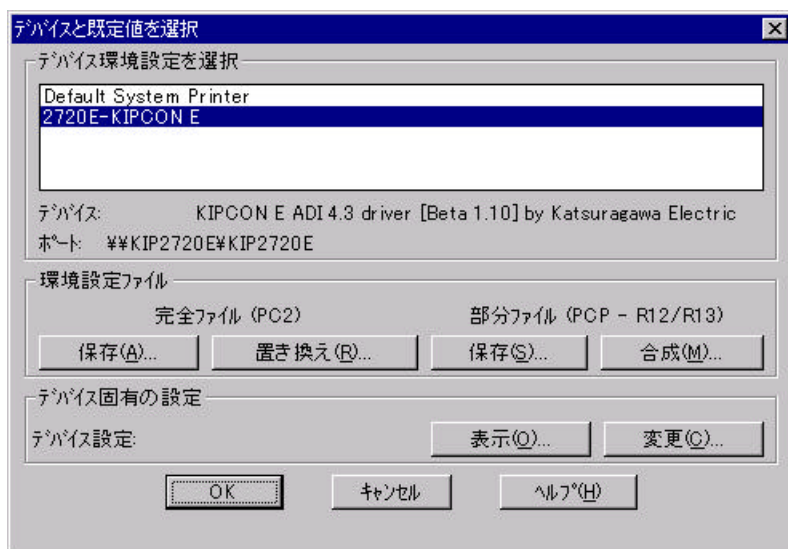 ﾃﾞﾊﾞｲｽと既定値を選択
ﾃﾞﾊﾞｲｽ環境設定を選択
Default System Printer
2720E-KIPCON E
ﾃﾞﾊﾞｲｽ: KIPCON E ADI 4.3 driver [Beta 1.10] by Katsuragawa Electric
ﾎﾟｰﾄ: ¥¥KIP2720E¥KIP2720E
環境設定ﾌｧｲﾙ
完全ﾌｧｲﾙ (PC2) 部分ﾌｧｲﾙ (PCP - R12/R13)
保存(A)... 置き換え(R)... 保存(S)... 合成(M)...
ﾃﾞﾊﾞｲｽ固有の設定
ﾃﾞﾊﾞｲｽ設定: 表示(O)... 変更(C)...
OK ｷｬﾝｾﾙ ﾍﾙﾌﾟ(H)